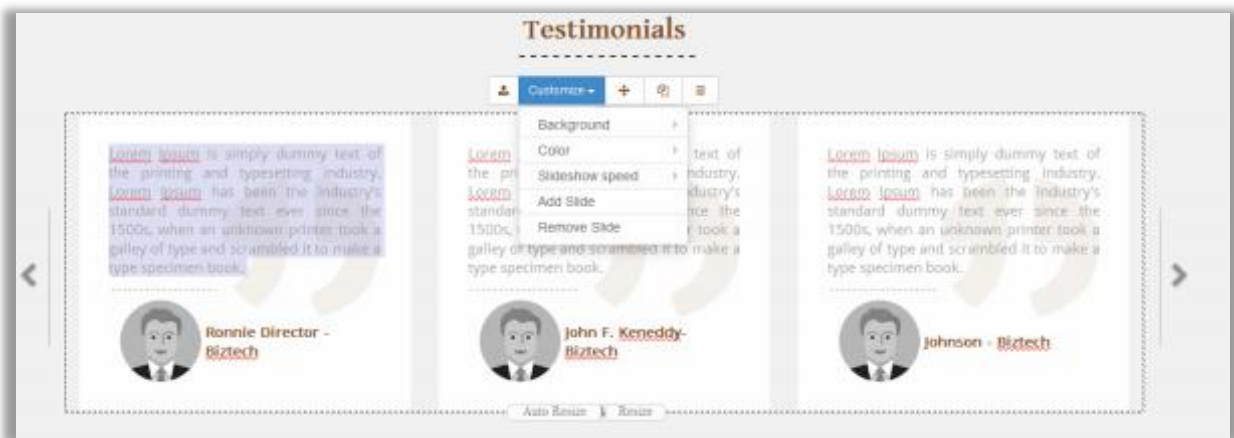 Testimonials
Customize
Background
Color
Slideshow speed
Add Slide
Remove Slide
Lorem Ipsum is simply dummy text of
the printing and typesetting industry.
Lorem Ipsum has been the industry's
standard dummy text ever since the
1500s, when an unknown printer took a
galley of type and scrambled it to make a
type specimen book.
Ronnie Director -
Biztech
Lorem text of
the industry.
Lorem industry's
the
1500s, took a
galley of type and scrambled it to make a
type specimen book.
John F. Keneddy-
Biztech
Lorem Ipsum is simply dummy text of
the printing and typesetting industry.
Lorem Ipsum has been the industry's
standard dummy text ever since the
1500s, when an unknown printer took a
galley of type and scrambled it to make a
type specimen book.
Johnson - Biztech
Auto Resize Resize